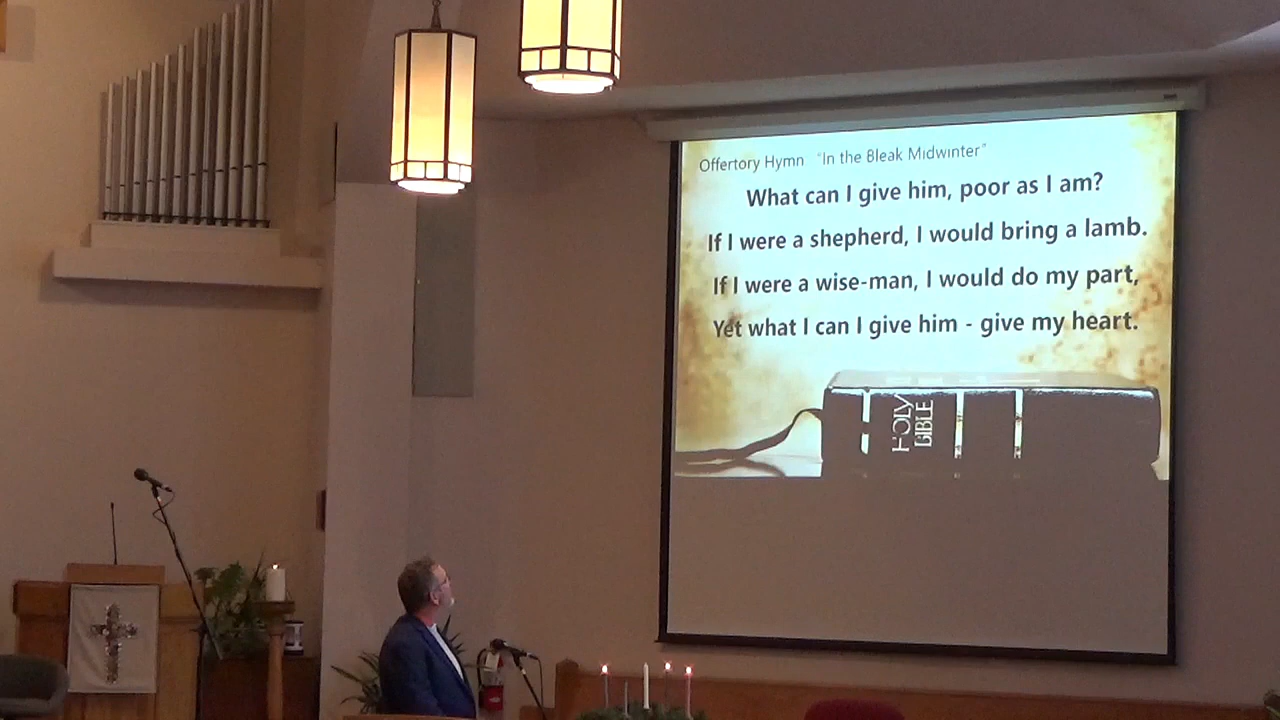 Offertory Hymn "In the Bleak Midwinter"
What can I give him, poor as I am?
If I were a shepherd, I would bring a lamb.
If I were a wise-man, I would do my part,
Yet what I can I give him - give my heart.
HOLY
BIBLE